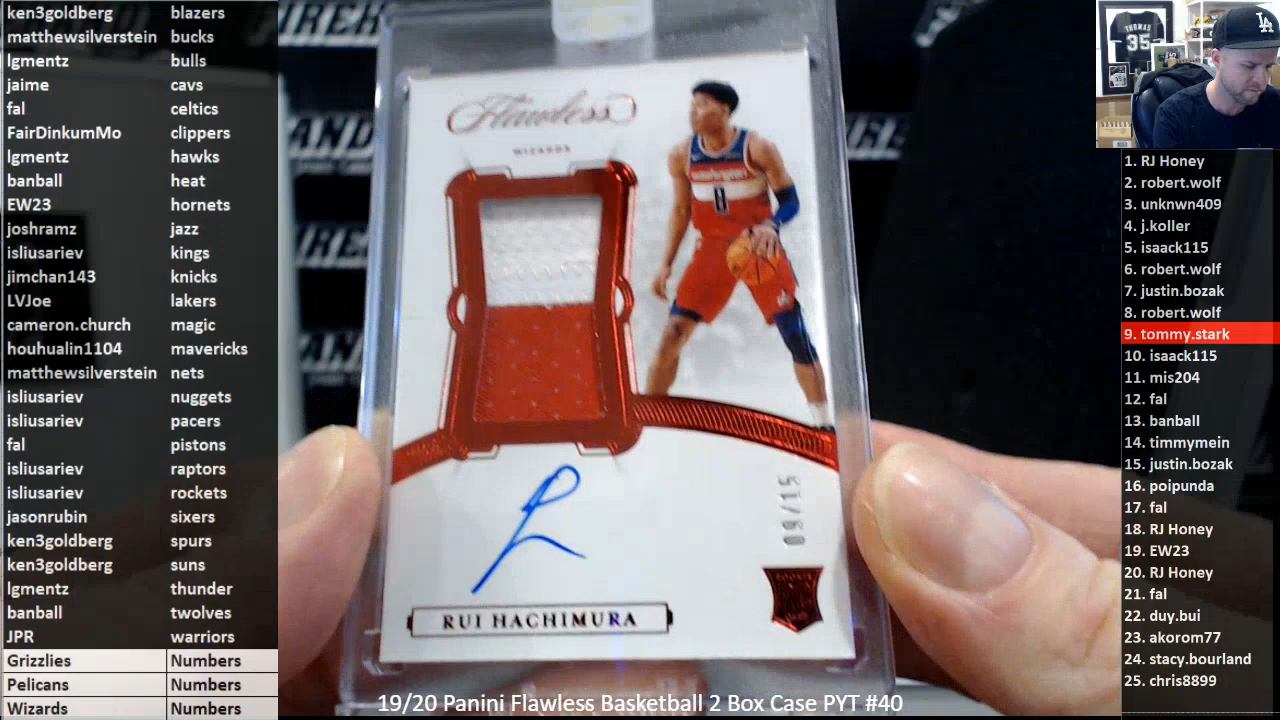 ken3goldberg blazers
matthewsilverstein bucks
lgmentz bulls
jaime cavs
fal celtics
FairDinkumMo clippers
lgmentz hawks
banball heat
EW23 hornets
joshramz jazz
isliusariev kings
jimchan143 knicks
LVJoe lakers
cameron.church magic
houhualin1104 mavericks
matthewsilverstein nets
isliusariev nuggets
isliusariev pacers
fal pistons
isliusariev raptors
isliusariev rockets
jasonrubin sixers
ken3goldberg spurs
ken3goldberg suns
lgmentz thunder
banball twolves
JPR warriors
Grizzlies Numbers
Pelicans Numbers
Wizards Numbers
Flawless
WIZARDS
washington
8
09/15
RUI HACHIMURA
19/20 Panini Flawless Basketball 2 Box Case PYT #40
THOMAS
35
LA
1. RJ Honey
2. robert.wolf
3. unknwn409
4. j.koller
5. isaack115
6. robert.wolf
7. justin.bozak
8. robert.wolf
9. tommy.stark
10. isaack115
11. mis204
12. fal
13. banball
14. timmymein
15. justin.bozak
16. poipunda
17. fal
18. RJ Honey
19. EW23
20. RJ Honey
21. fal
22. duy.bui
23. akorom77
24. stacy.bourland
25. chris8899